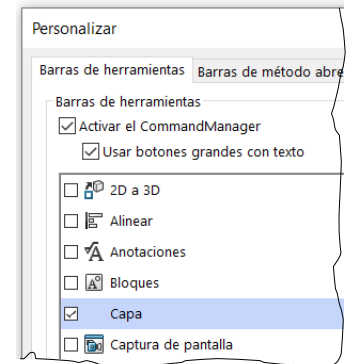 Personalizar
Barras de herramientas Barras de método abre
Barras de herramientas
Activar el CommandManager
Usar botones grandes con texto
2D a 3D
Alinear
Anotaciones
Bloques
Capa
Captura de pantalla